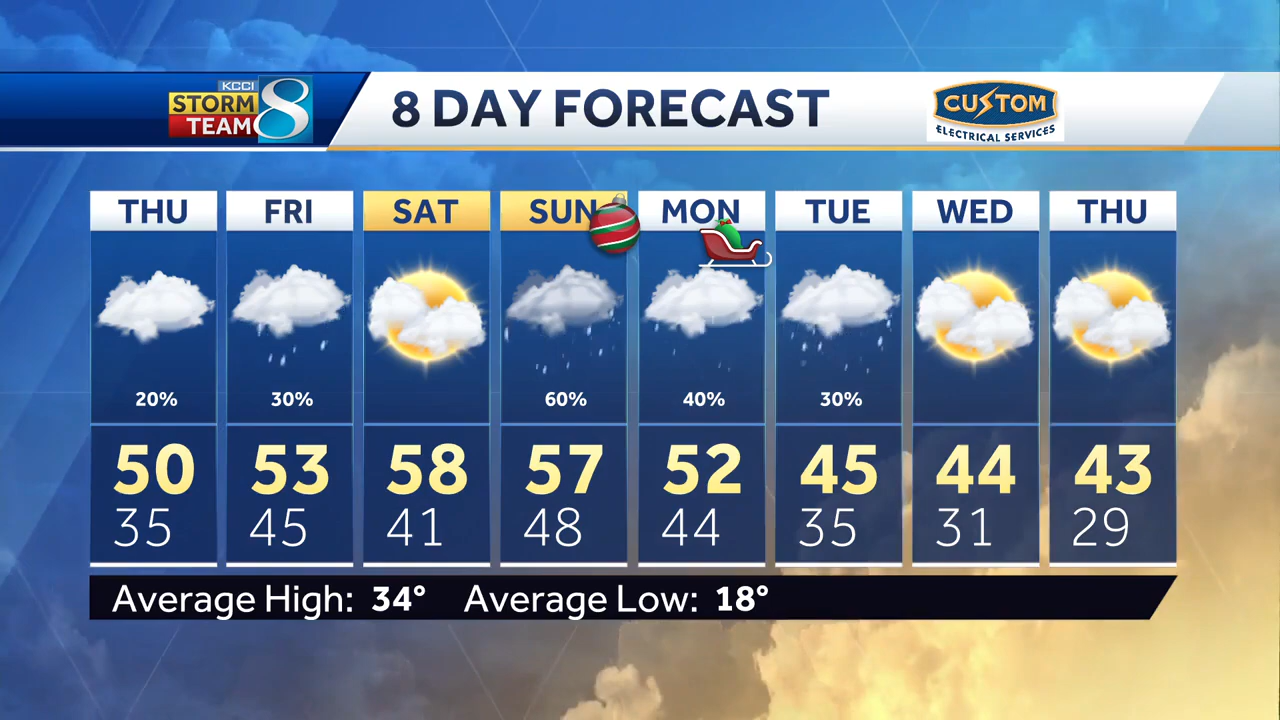 KCCI
STORM
TEAM 8
8 DAY FORECAST
CUSTOM
ELECTRICAL SERVICES
THU FRI SAT SUN MON TUE WED THU
20% 30% 60% 40% 30%
50 53 58 57 52 45 44 43
35 45 41 48 44 35 31 29
Average High: 34° Average Low: 18°